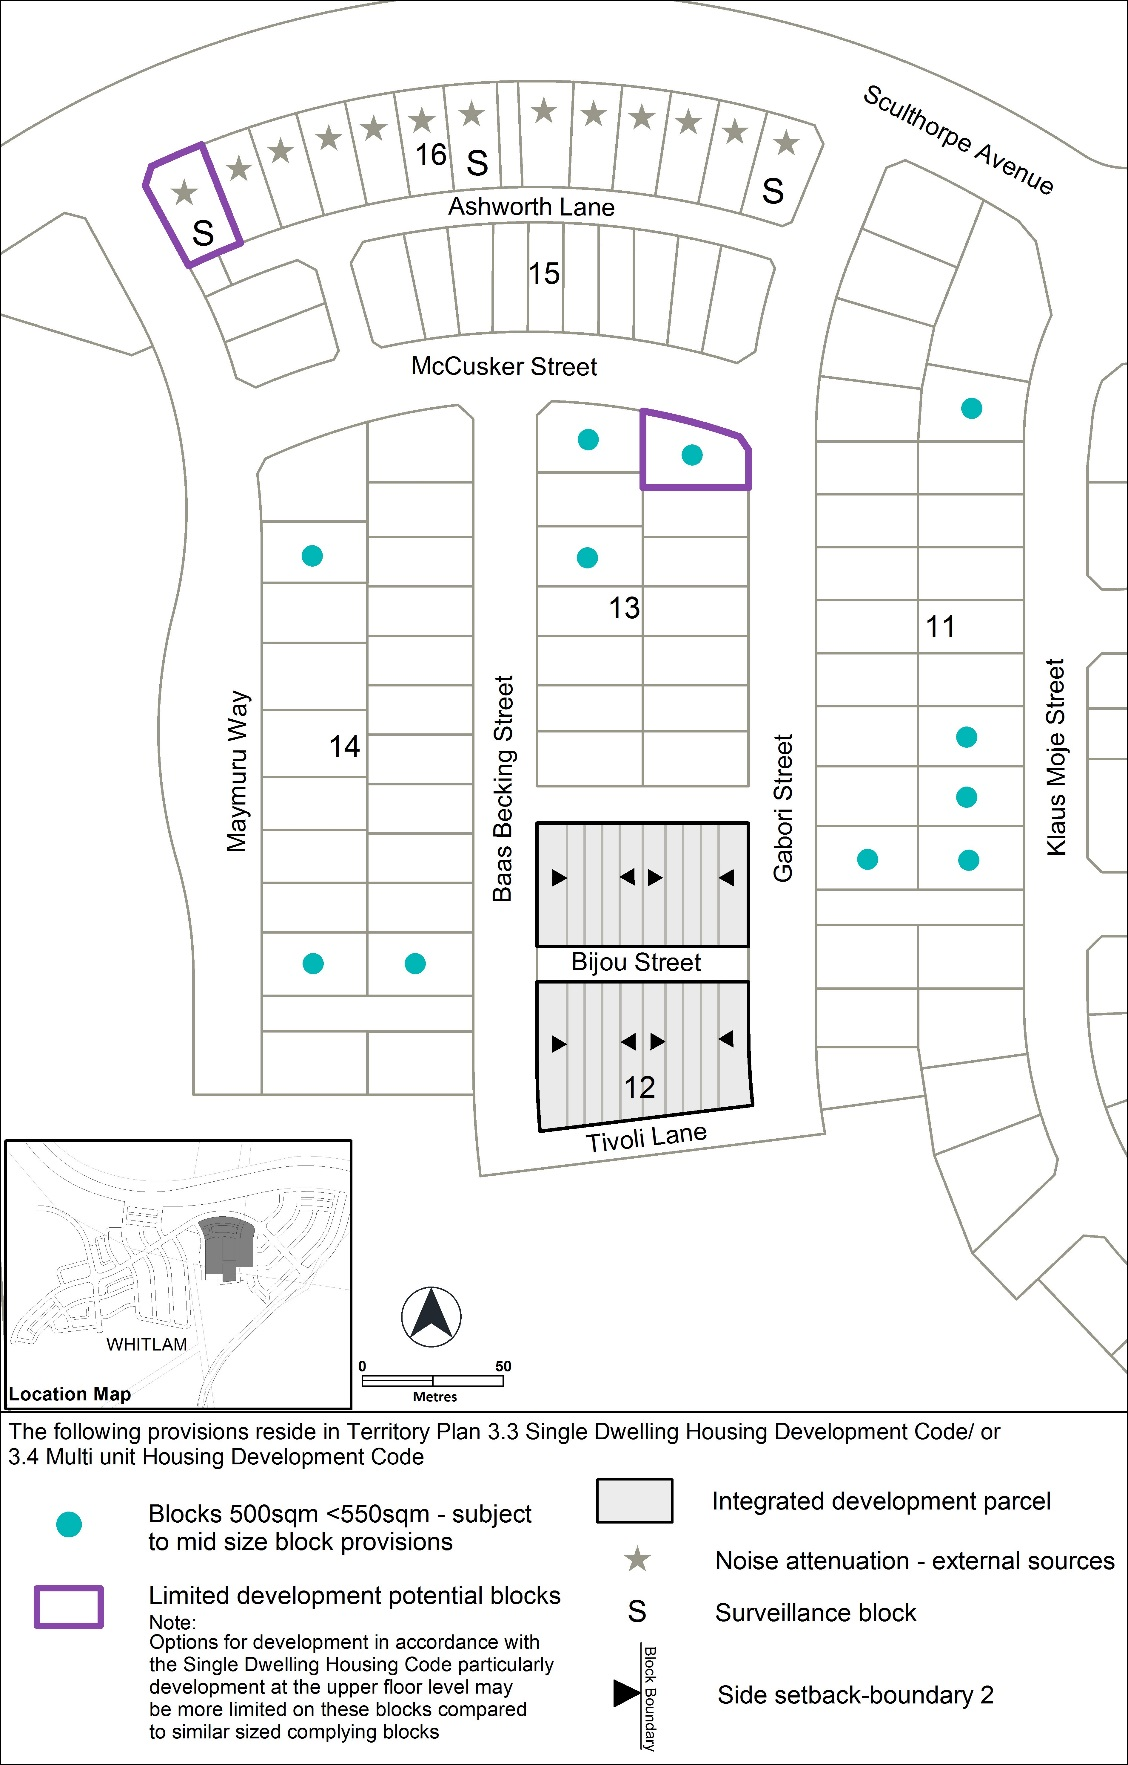 Sculthorpe Avenue
16
S
S
S
Ashworth Lane
15
McCusker Street
13
11
14
Maymuru Way
Baas Becking Street
Gabori Street
Klaus Moje Street
Bijou Street
12
Tivoli Lane
WHITLAM
Location Map
0 50
Metres
The following provisions reside in Territory Plan 3.3 Single Dwelling Housing Development Code/ or
3.4 Multi unit Housing Development Code
Blocks 500sqm <550sqm - subject
to mid size block provisions
Limited development potential blocks
Note:
Options for development in accordance with
the Single Dwelling Housing Code particularly
development at the upper floor level may
be more limited on these blocks compared
to similar sized complying blocks
Integrated development parcel
Noise attenuation - external sources
S Surveillance block
Block Boundary
Side setback-boundary 2